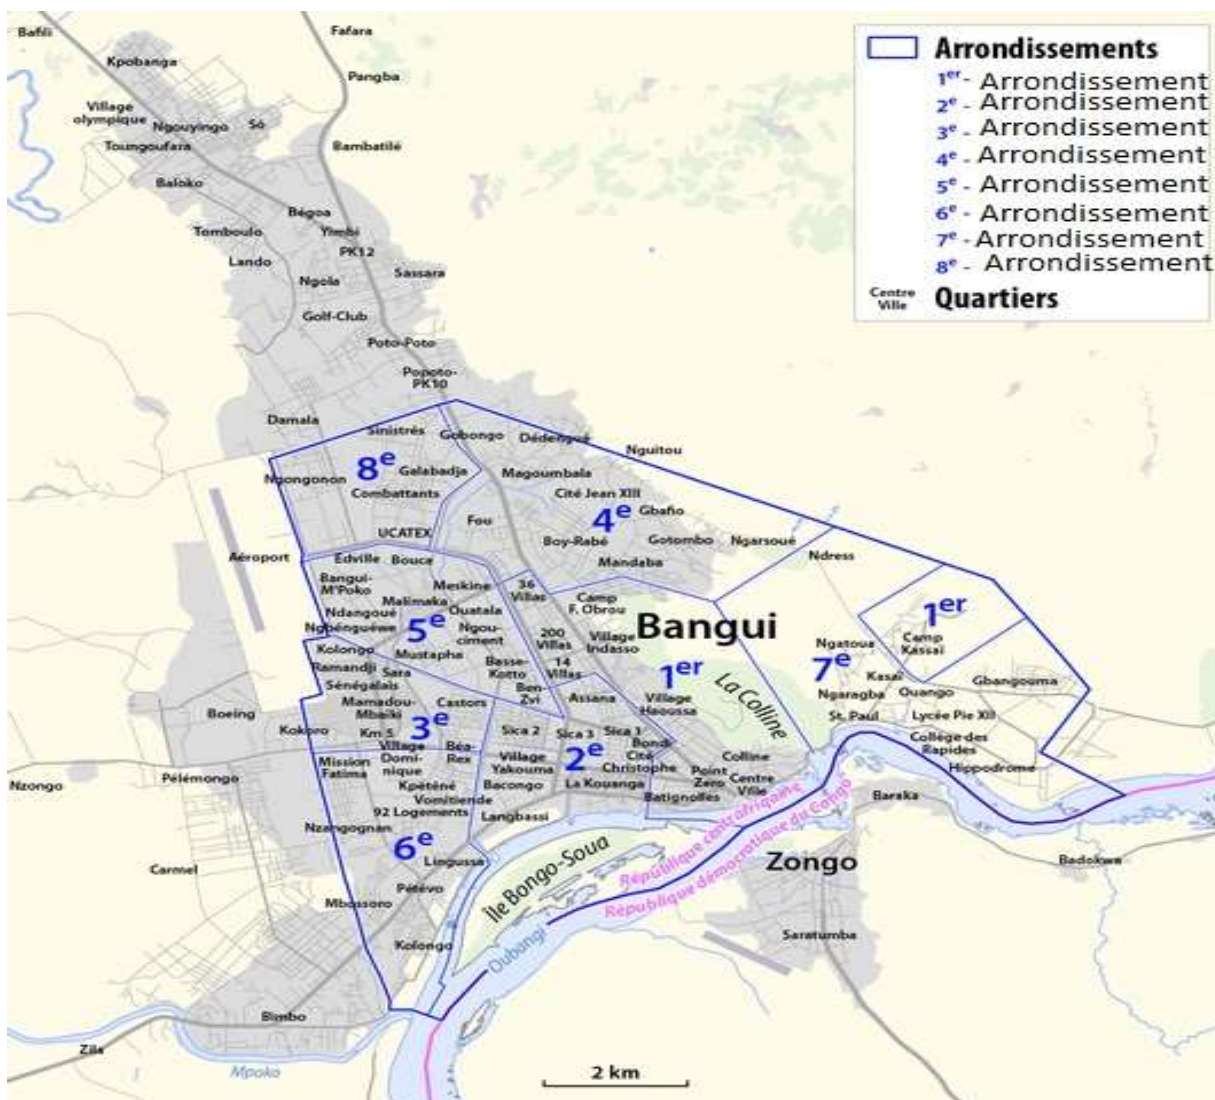 Bafili
Fafara
Kpobanga
Pangba
Village
olympique
Ngouyingo
Sô
Toungoufara
Bambatilé
Baloko
Bégoa
Tomboulo
Yimbi
PK12
Lando
Sassara
Ngola
Golf-Club
Poto-Poto
Popoto-
PK10
Arrondissements
1er- Arrondissement
2e- Arrondissement
3e- Arrondissement
4e - Arrondissement
5e - Arrondissement
6e - Arrondissement
7e - Arrondissement
8e - Arrondissement
Centre
Ville
Quartiers
Damala
Sinistrés
Gobongo
Dédengué
Nguitou
8e
Galabadja
Magoumbala
Ngongonon
Combattants
Cité Jean XIII
4e
Gbafio
Fou
UCATEX
Boy-Rabé
Gotombo
Ngarsoué
Ndress
Aéroport
Edville
Bouca
Mandaba
Bangui-
M'Poko
Meskine
36
Villas
Camp
F. Obrou
Malimaka
Ndangoué
Ouatala
Bangui
1er
Ngbénguéwe
5e
Ngou-
ciment
200
Villas
Village
Indasso
Ngatoua
Camp
Kassaï
Kolongo
Mustapha
Basse-
Kotto
14
Villas
1er
7e
Ramandji
Sara
Kasaï
Gbangouma
Sénégalais
Ben-
Zvi
Assana
Village
Haoussa
La Colline
Ngaragba
Ouango
Mamadou-
Mbaïki
Castors
Boeing
3e
St. Paul
Lycée Pie XII
Kokoro
Km 5
Sica 2
Sica 3
Sica 1
Collège des
Rapides
Village
Domi-
nique
Béa-
Rex
2e
Bondi
Cité
Christophe
Colline
Mission
Fatima
Village
Yakouma
Point
Zero
Centre
Ville
Hippodrome
Nzongo
Pélémongo
Kpéténé
Bacongo
La Kouanga
Batignolles
Baraka
Vomitiende
92 Logements
Langbassi
Nzangognan
6e
Lingussa
République centrafricaine
République démocratique du Congo
Zongo
Badokwa
Carmel
Pétévo
Île Bongo-Soua
Mbossoro
Kolongo
Oubangi
Saratumba
Bimbo
Zila
Mpoko
2 km